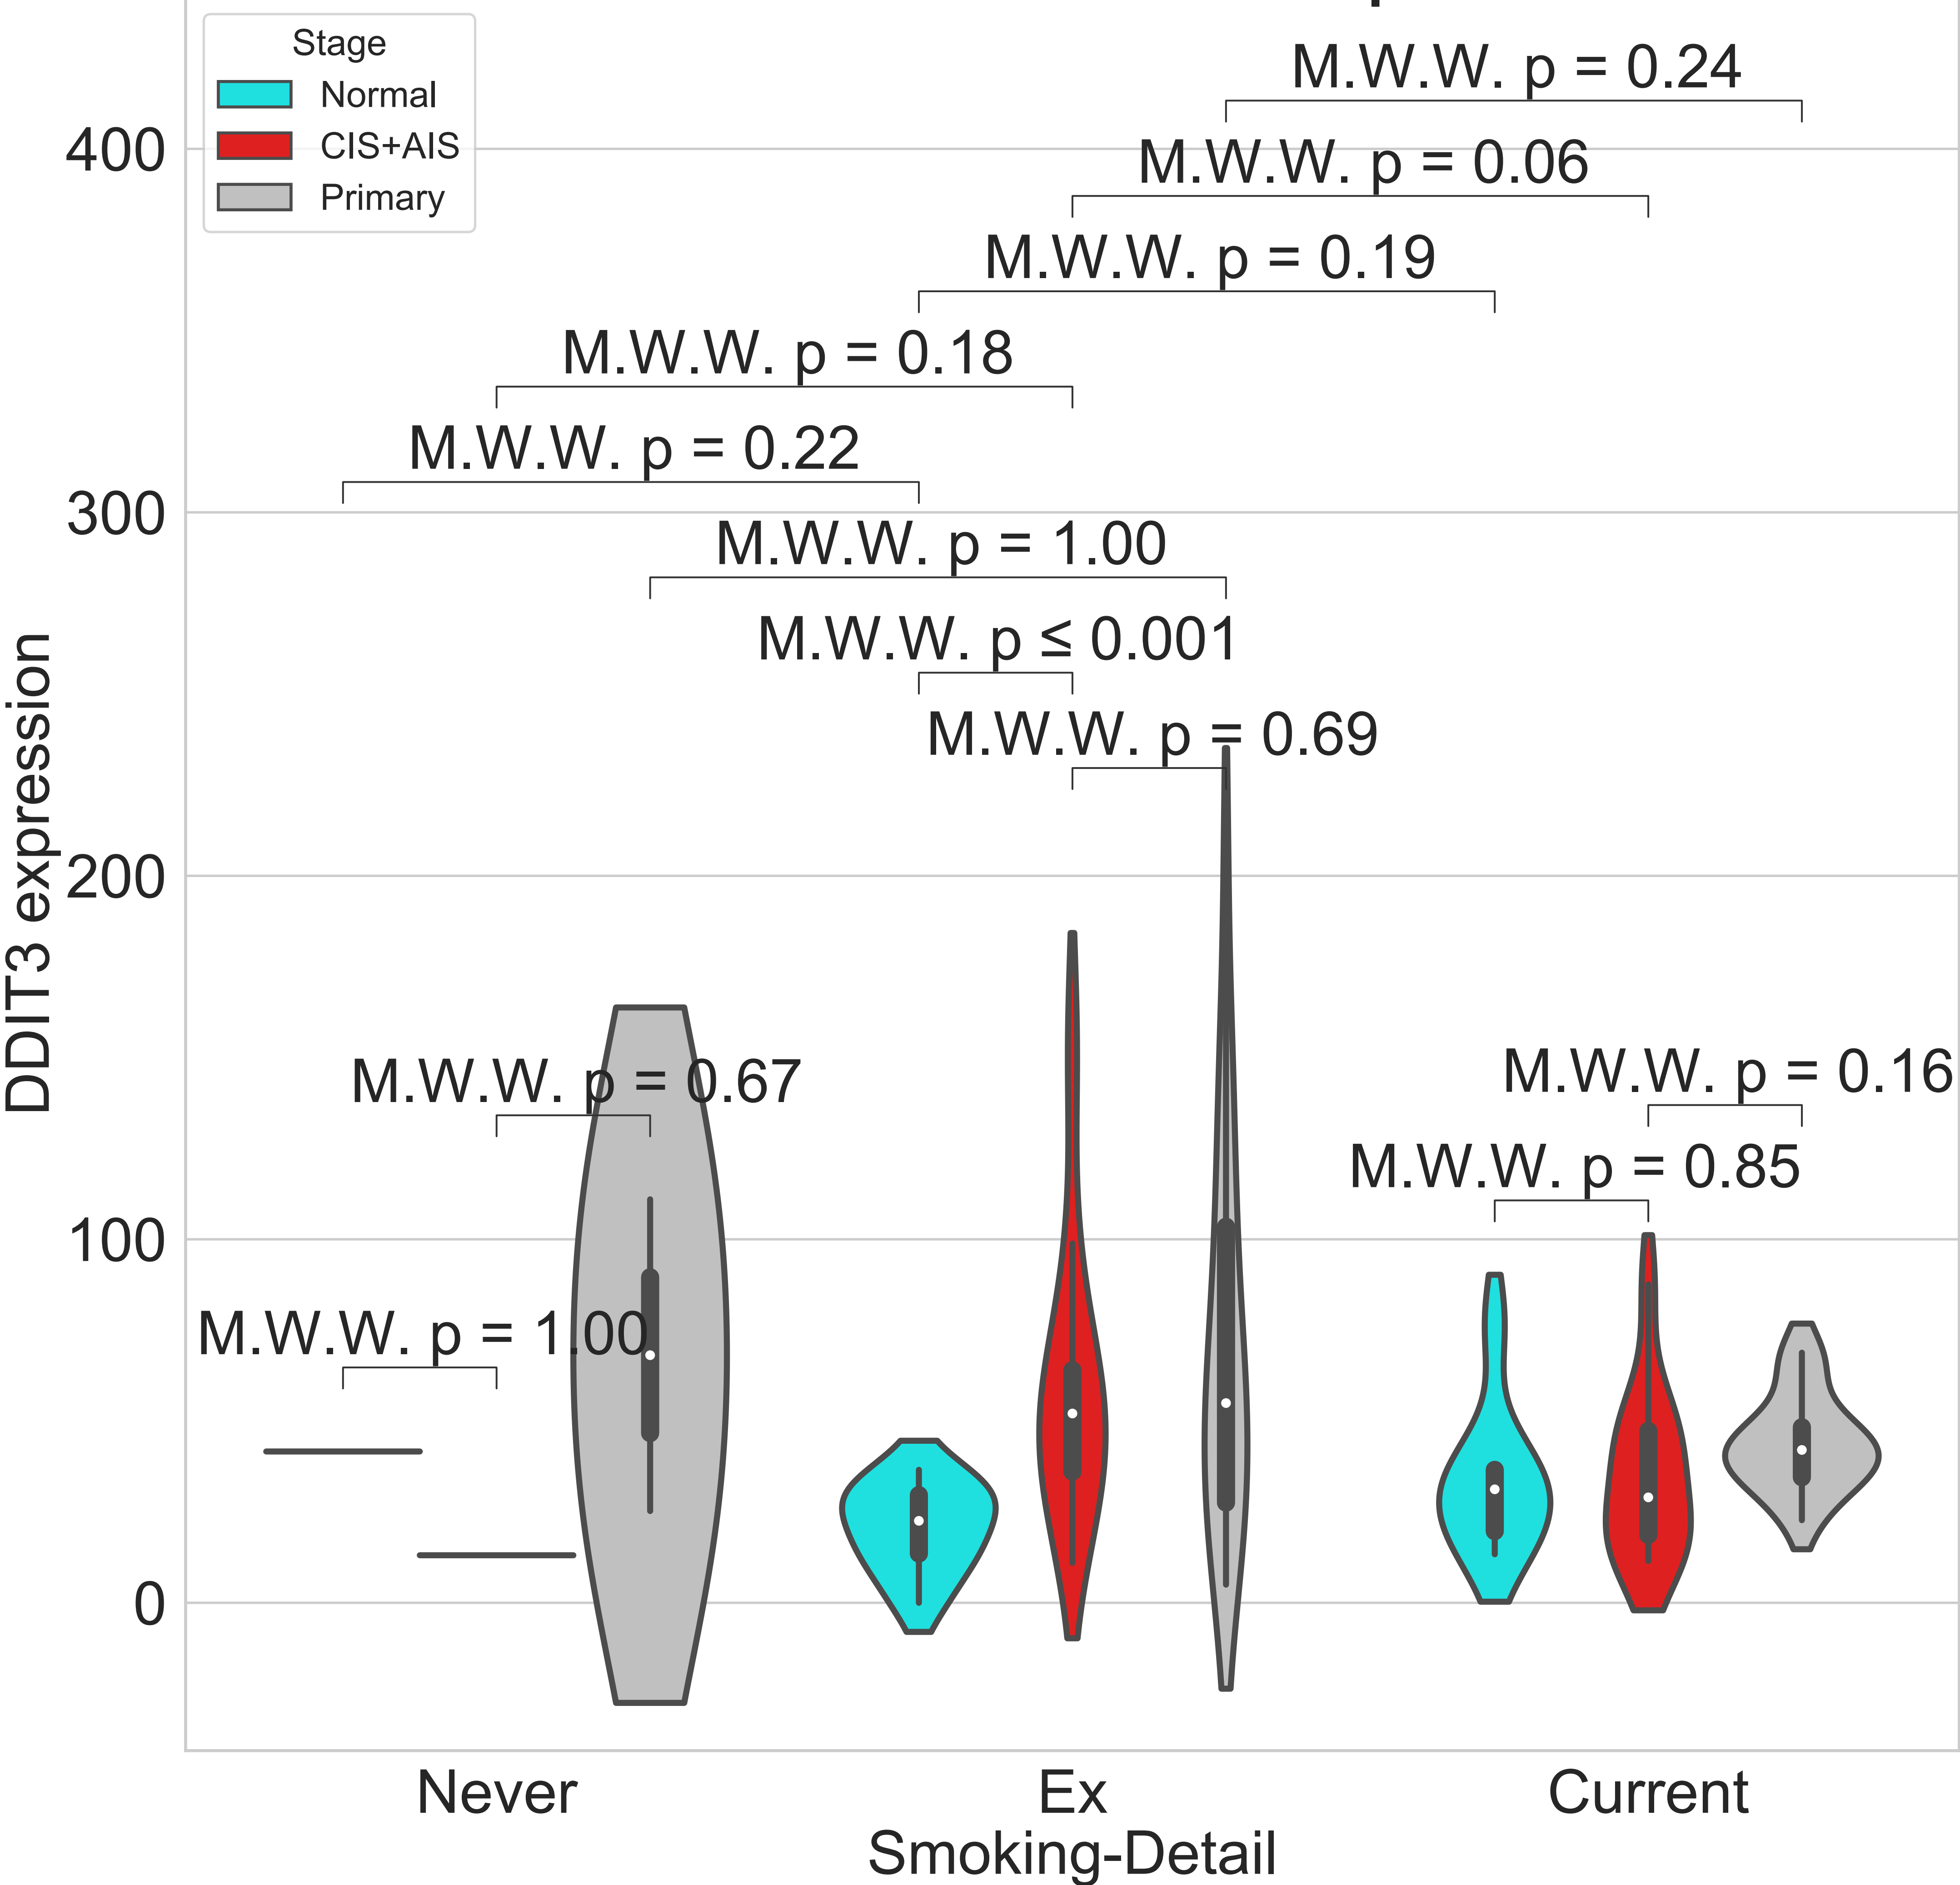 Stage
Normal
CIS+AIS
Primary
M.W.W. p = 0.24
M.W.W. p = 0.06
M.W.W. p = 0.19
M.W.W. p = 0.18
M.W.W. p = 0.22
M.W.W. p = 1.00
M.W.W. p ≤ 0.001
M.W.W. p = 0.69
M.W.W. p = 0.67
M.W.W. p = 0.16
M.W.W. p = 0.85
M.W.W. p = 1.00
400
300
200
100
0
DDIT3 expression
Never
Ex
Current
Smoking-Detail